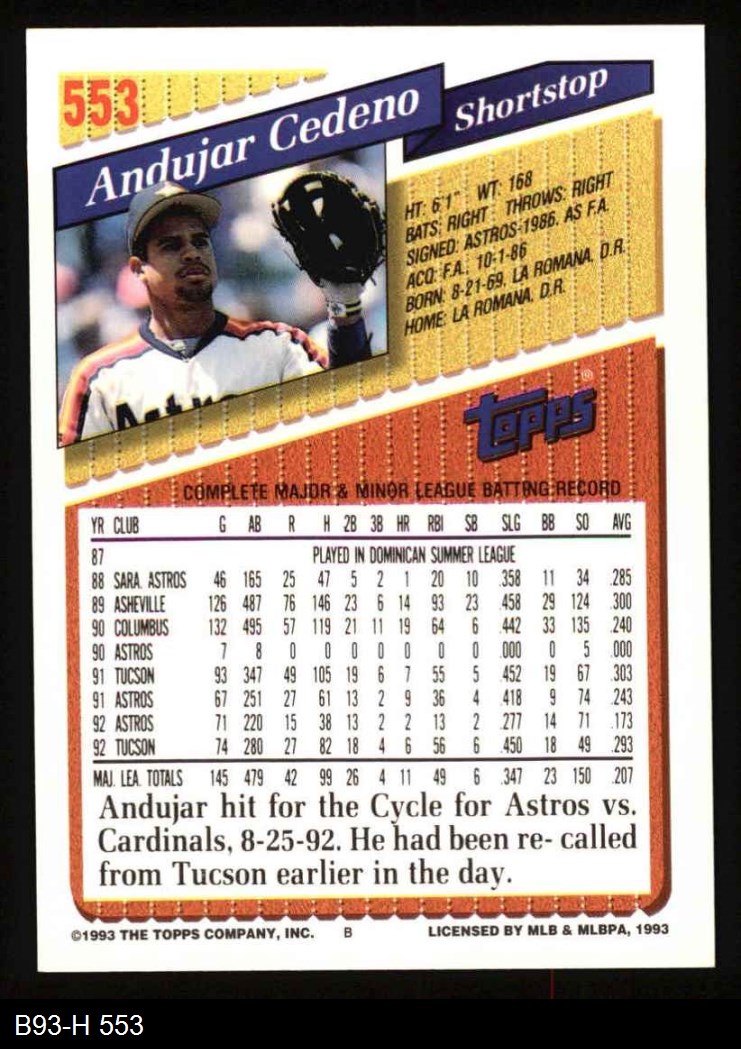 553
Andujar Cedeno
Shortstop
HT: 6'1" WT: 168
BATS: RIGHT THROWS: RIGHT
SIGNED: ASTROS-1986, AS F.A.
ACQ: F.A., 10-1-86
BORN: 8-21-69, LA ROMANA, D.R.
HOME: LA ROMANA, D.R.
Astro
Topps®
COMPLETE MAJOR & MINOR LEAGUE BATTING RECORD
YR CLUB G AB R H 2B 3B HR RBI SB SLG BB SO AVG
87 PLAYED IN DOMINICAN SUMMER LEAGUE
88 SARA. ASTROS 46 165 25 47 5 2 1 20 10 .358 11 34 .285
89 ASHEVILLE 126 487 76 146 23 6 14 93 23 .458 29 124 .300
90 COLUMBUS 132 495 57 119 21 11 19 64 6 .442 33 135 .240
90 ASTROS 7 8 0 0 0 0 0 0 0 .000 0 5 .000
91 TUCSON 93 347 49 105 19 6 7 55 5 .452 19 67 .303
91 ASTROS 67 251 27 61 13 2 9 36 4 .418 9 74 .243
92 ASTROS 71 220 15 38 13 2 2 13 2 .277 14 71 .173
92 TUCSON 74 280 27 82 18 4 6 56 6 .450 18 49 .293
MAJ. LEA. TOTALS 145 479 42 99 26 4 11 49 6 .347 23 150 .207
Andujar hit for the Cycle for Astros vs.
Cardinals, 8-25-92. He had been re- called
from Tucson earlier in the day.
©1993 THE TOPPS COMPANY, INC. B LICENSED BY MLB & MLBPA, 1993
B93-H 553